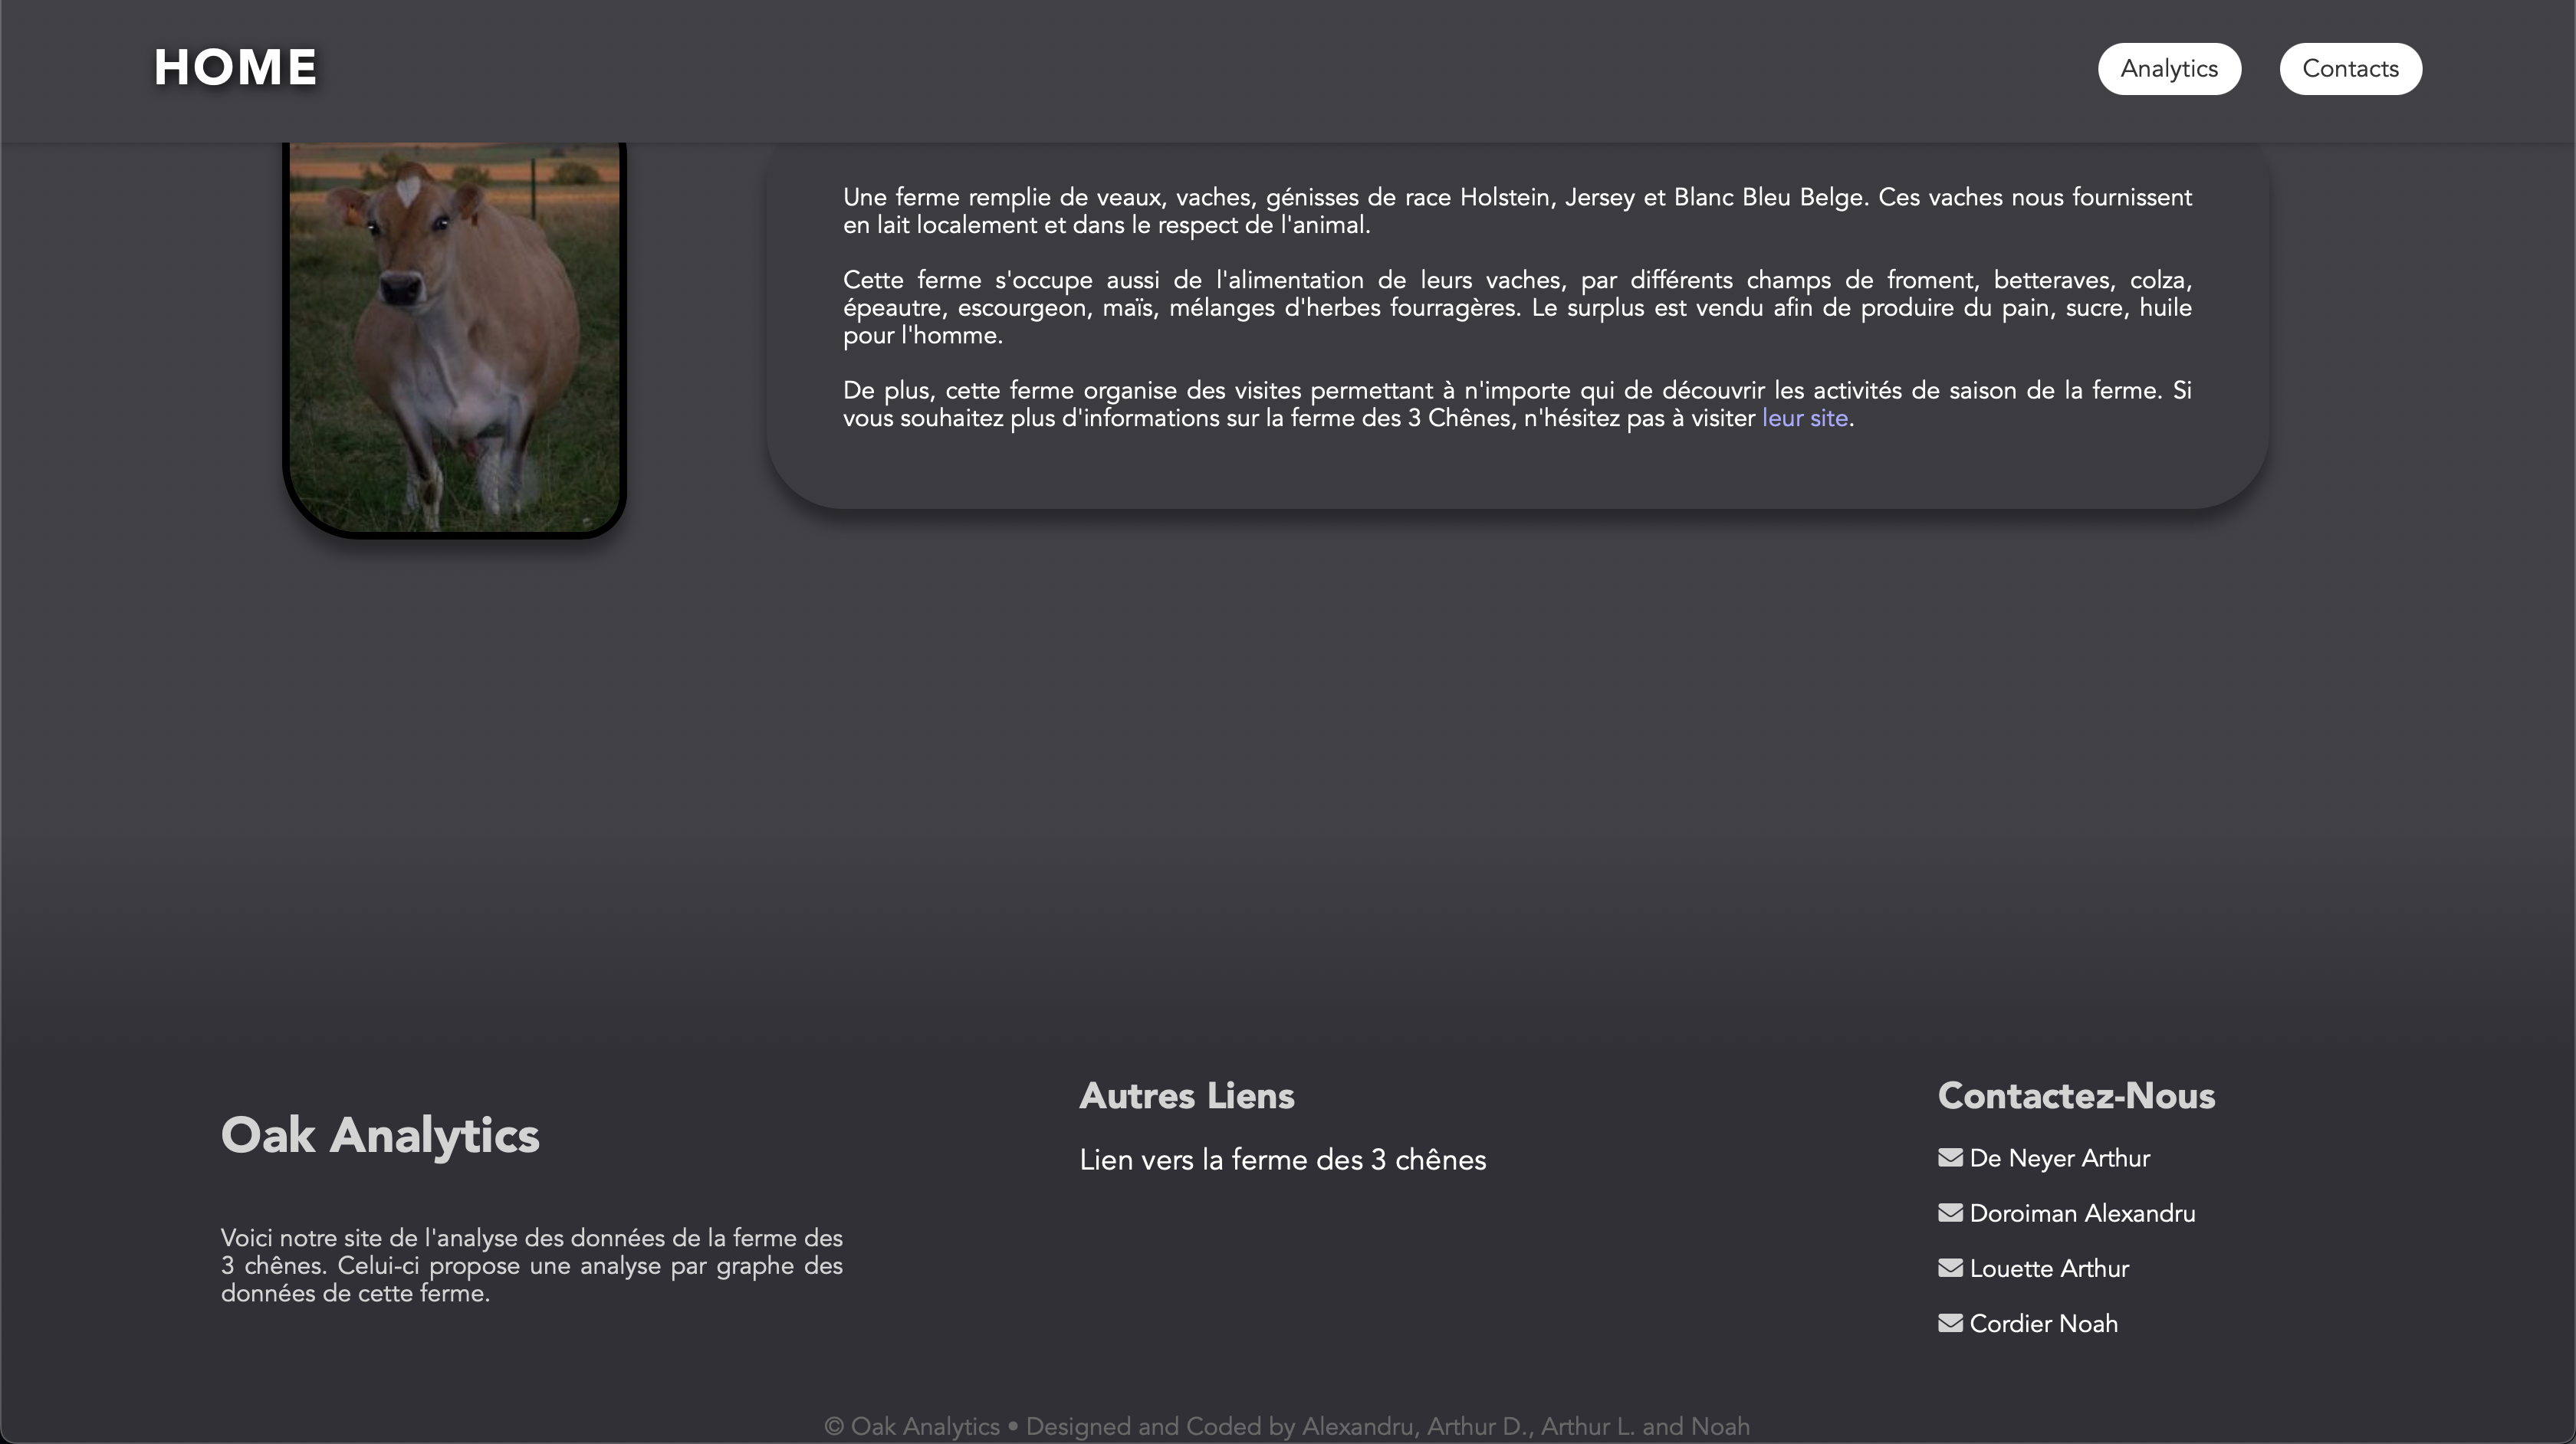 HOME
Analytics
Contacts
Une ferme remplie de veaux, vaches, génisses de race Holstein, Jersey et Blanc Bleu Belge. Ces vaches nous fournissent
en lait localement et dans le respect de l'animal.
Cette ferme s'occupe aussi de l'alimentation de leurs vaches, par différents champs de froment, betteraves, colza,
épeautre, escourgeon, maïs, mélanges d'herbes fourragères. Le surplus est vendu afin de produire du pain, sucre, huile
pour l'homme.
De plus, cette ferme organise des visites permettant à n'importe qui de découvrir les activités de saison de la ferme. Si
vous souhaitez plus d'informations sur la ferme des 3 Chênes, n'hésitez pas à visiter leur site.
Oak Analytics
Voici notre site de l'analyse des données de la ferme des
3 chênes. Celui-ci propose une analyse par graphe des
données de cette ferme.
Autres Liens
Lien vers la ferme des 3 chênes
Contactez-Nous
De Neyer Arthur
Doroiman Alexandru
Louette Arthur
Cordier Noah
© Oak Analytics • Designed and Coded by Alexandru, Arthur D., Arthur L. and Noah